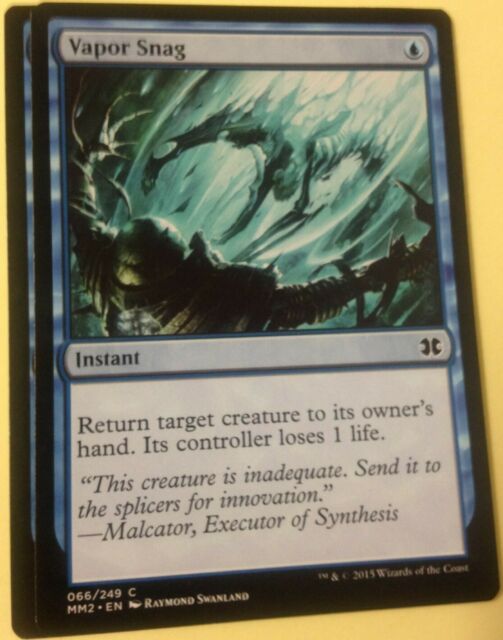 Vapor Snag
Instant
Return target creature to its owner's
hand. Its controller loses 1 life.
"This creature is inadequate. Send it to
the splicers for innovation."
—Malcator, Executor of Synthesis
066/249 C
MM2 • EN Raymond Swanland
™ & © 2015 Wizards of the Coast